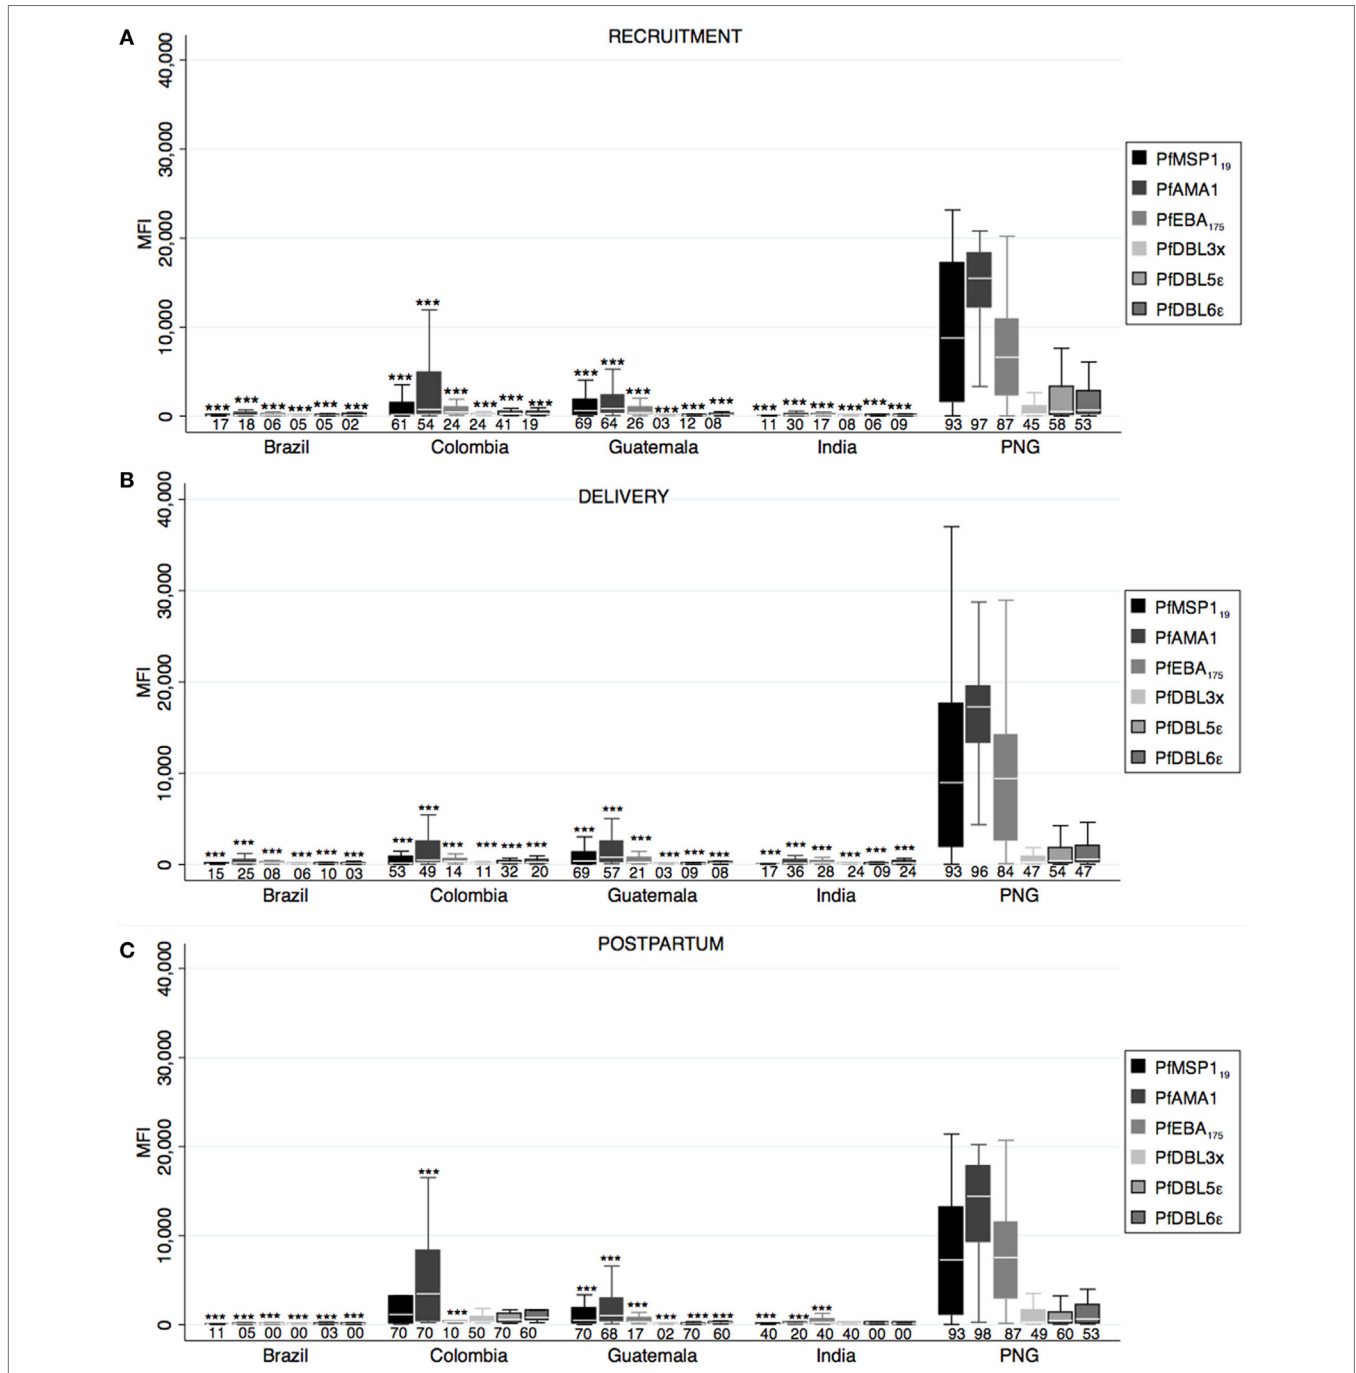 A
RECRUITMENT
40,000
30,000
20,000
10,000
0
MFI
*** *** *** *** *** ***
*** *** *** *** *** ***
*** *** *** *** *** ***
*** *** *** *** *** ***
17 18 06 05 05 02
61 54 24 24 41 19
69 64 26 03 12 08
11 30 17 08 06 09
93 97 87 45 58 53
Brazil Colombia Guatemala India PNG
PfMSP1₁₉
PfAMA1
PfEBA₁₇₅
PfDBL3x
PfDBL5ε
PfDBL6ε
B
DELIVERY
40,000
30,000
20,000
10,000
0
MFI
*** *** *** *** *** ***
*** *** *** *** *** ***
*** *** *** *** *** ***
*** *** *** *** *** ***
15 25 08 06 10 03
53 49 14 11 32 20
69 57 21 03 09 08
17 36 28 24 09 24
93 96 84 47 54 47
Brazil Colombia Guatemala India PNG
PfMSP1₁₉
PfAMA1
PfEBA₁₇₅
PfDBL3x
PfDBL5ε
PfDBL6ε
C
POSTPARTUM
40,000
30,000
20,000
10,000
0
MFI
*** *** *** *** *** ***
*** ***
*** *** *** *** *** ***
*** *** ***
11 05 00 00 03 00
70 70 10 50 70 60
70 68 17 02 70 60
40 20 40 40 00 00
93 98 87 49 60 53
Brazil Colombia Guatemala India PNG
PfMSP1₁₉
PfAMA1
PfEBA₁₇₅
PfDBL3x
PfDBL5ε
PfDBL6ε